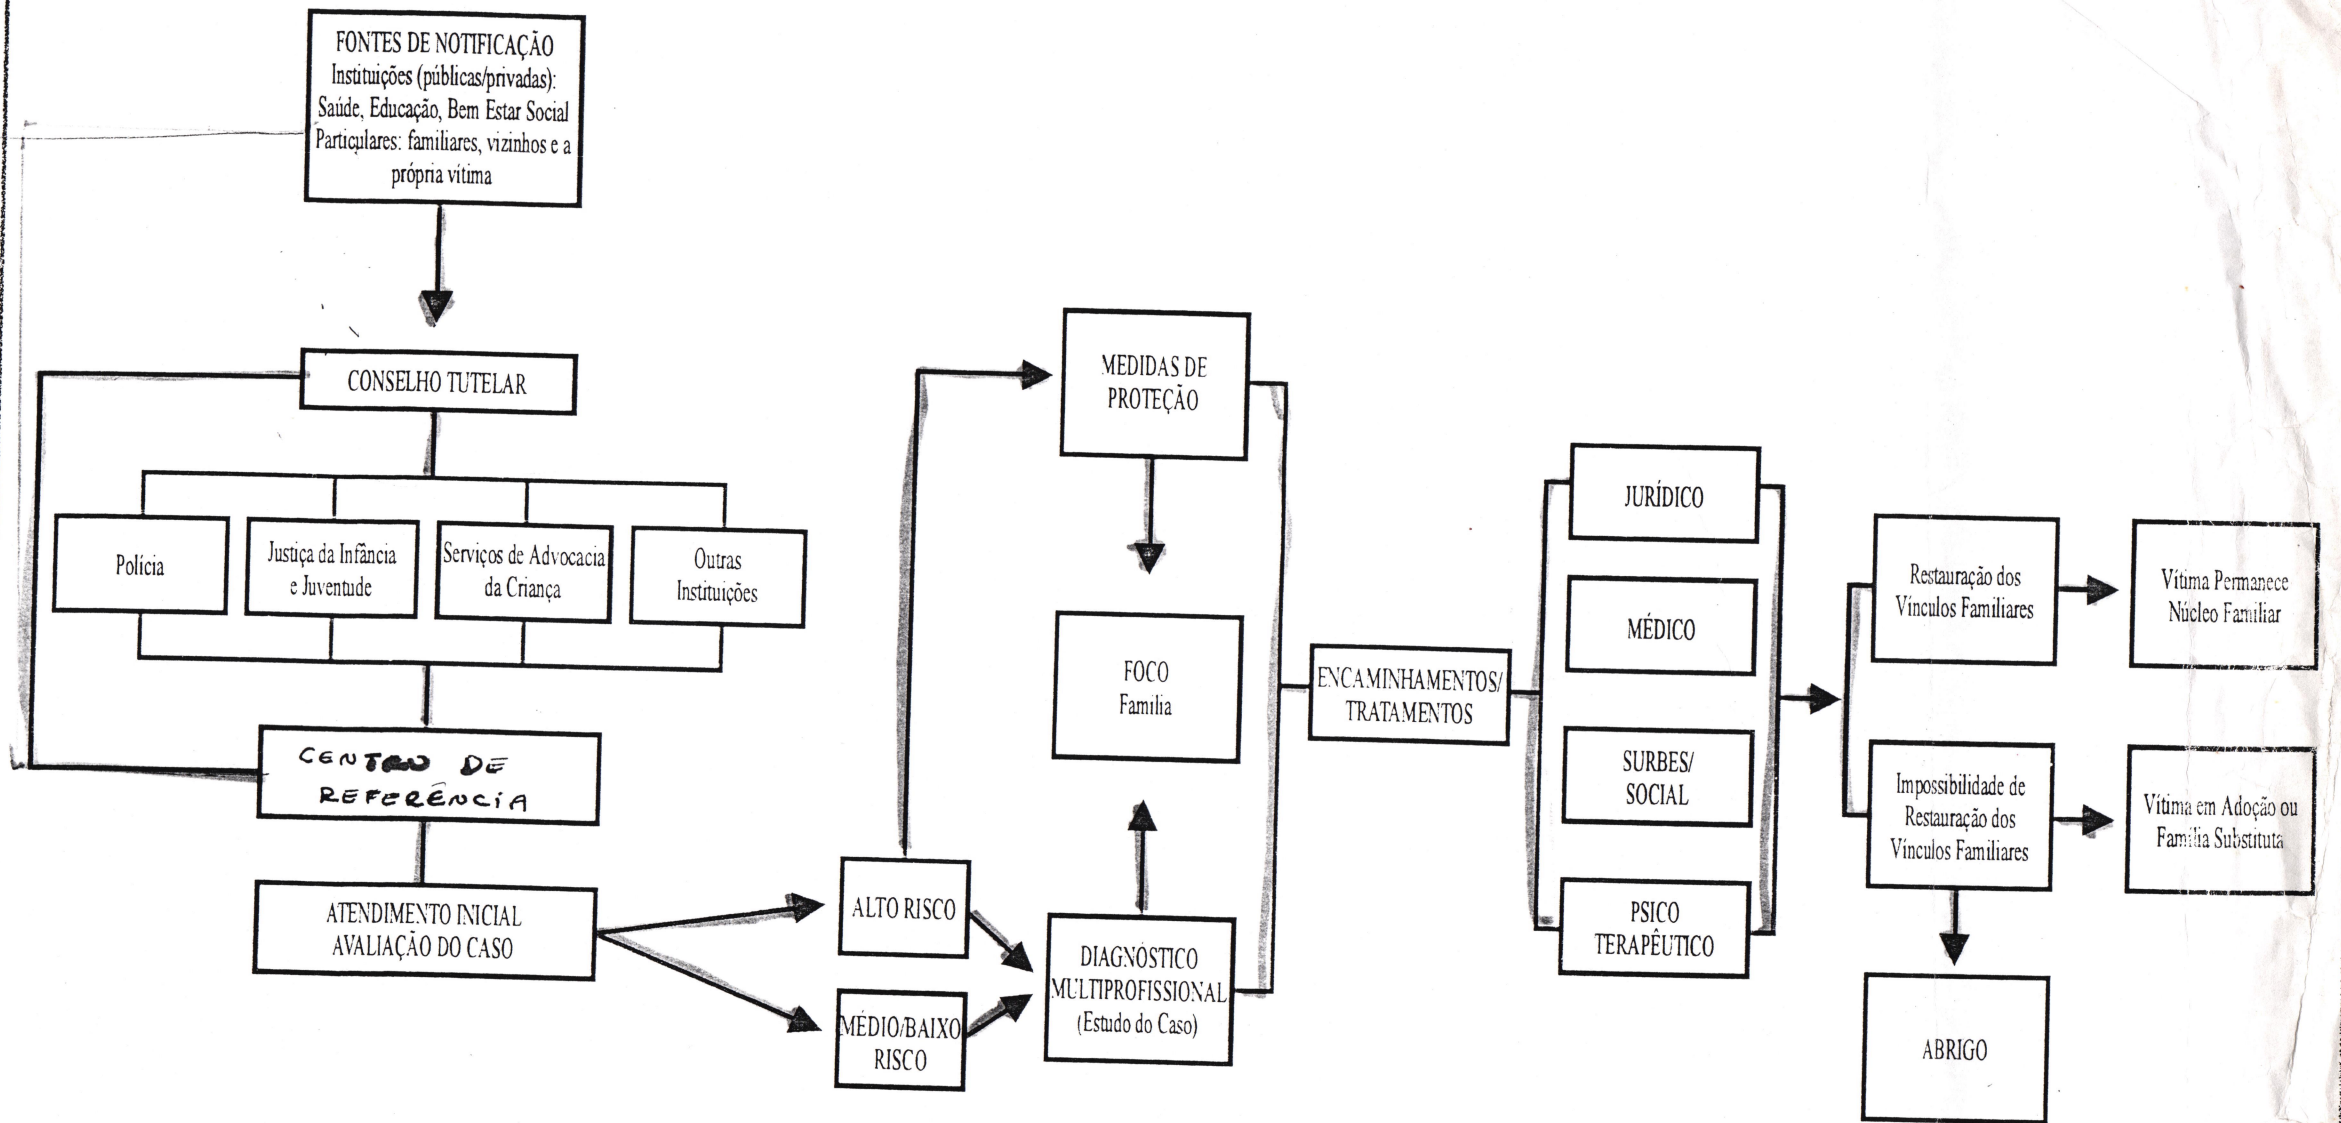 FONTES DE NOTIFICAÇÃO
Instituições (públicas/privadas):
Saúde, Educação, Bem Estar Social
Particulares: familiares, vizinhos e a
própria vítima
CONSELHO TUTELAR
Polícia
Justiça da Infância
e Juventude
Serviços de Advocacia
da Criança
Outras
Instituições
CENTRO DE
REFERÊNCIA
ATENDIMENTO INICIAL
AVALIAÇÃO DO CASO
ALTO RISCO
MÉDIO/BAIXO
RISCO
MEDIDAS DE
PROTEÇÃO
FOCO
Família
DIAGNÓSTICO
MULTIPROFISSIONAL
(Estudo do Caso)
ENCAMINHAMENTOS/
TRATAMENTOS
JURÍDICO
MÉDICO
SURBES/
SOCIAL
PSICO
TERAPÊUTICO
Restauração dos
Vínculos Familiares
Vítima Permanece
Núcleo Familiar
Impossibilidade de
Restauração dos
Vínculos Familiares
Vítima em Adoção ou
Família Substituta
ABRIGO